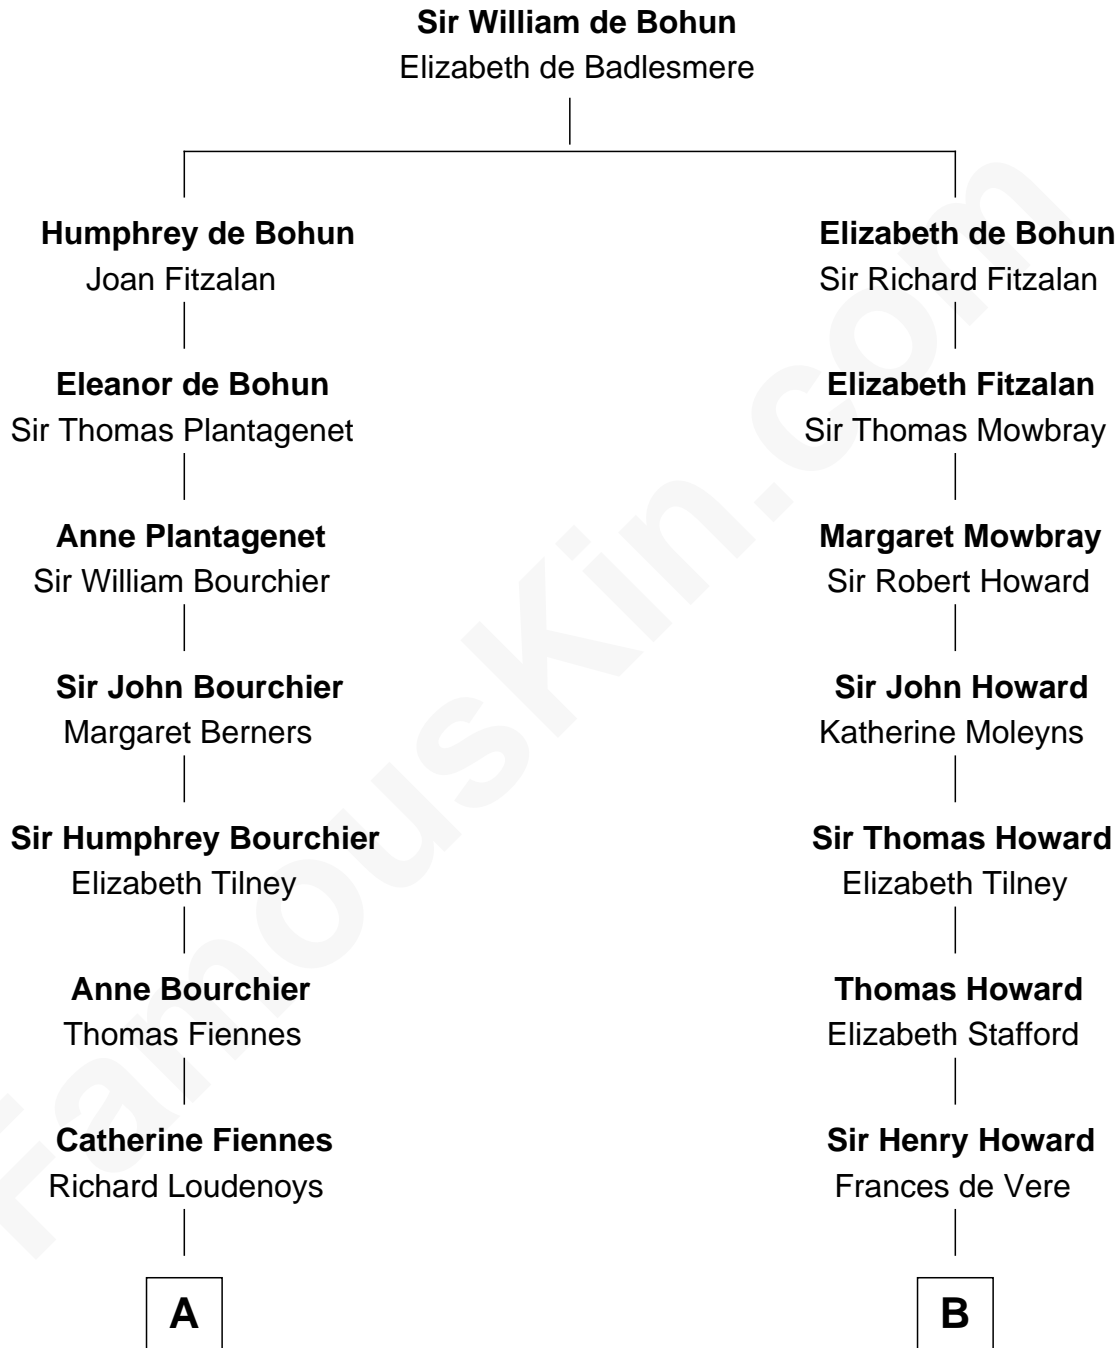 Sir William de Bohun
Elizabeth de Badlesmere
Humphrey de Bohun
Joan Fitzalan
Elizabeth de Bohun
Sir Richard Fitzalan
Eleanor de Bohun
Sir Thomas Plantagenet
Elizabeth Fitzalan
Sir Thomas Mowbray
Anne Plantagenet
Sir William Bourchier
Margaret Mowbray
Sir Robert Howard
Sir John Bourchier
Margaret Berners
Sir John Howard
Katherine Moleyns
Sir Humphrey Bourchier
Elizabeth Tilney
Sir Thomas Howard
Elizabeth Tilney
Anne Bourchier
Thomas Fiennes
Thomas Howard
Elizabeth Stafford
Catherine Fiennes
Richard Loudenoys
Sir Henry Howard
Frances de Vere
A
B
FamousKin.com